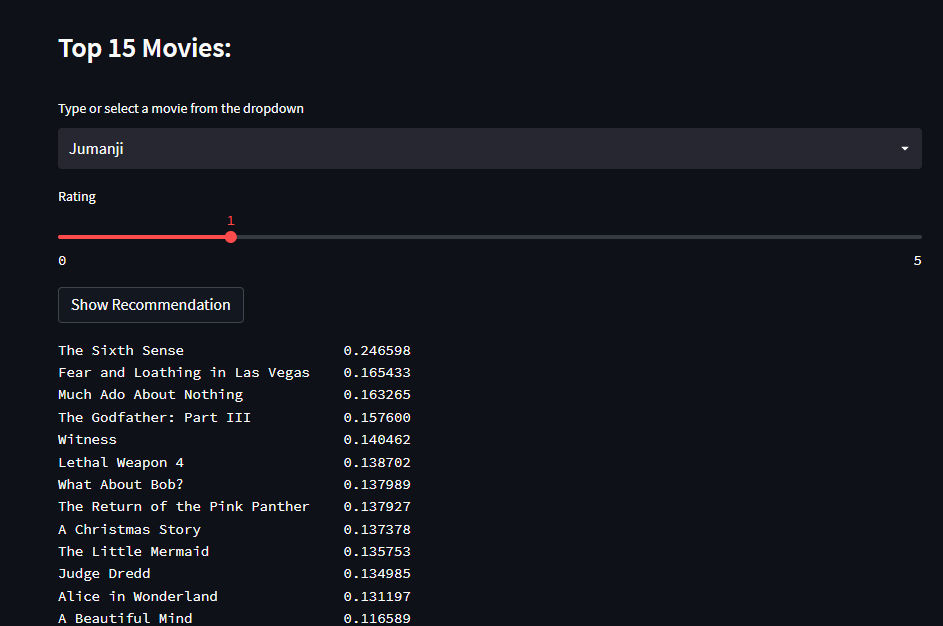 Top 15 Movies:
Type or select a movie from the dropdown
Jumanji
Rating
1
0 5
Show Recommendation
The Sixth Sense 0.246598
Fear and Loathing in Las Vegas 0.165433
Much Ado About Nothing 0.163265
The Godfather: Part III 0.157600
Witness 0.140462
Lethal Weapon 4 0.138702
What About Bob? 0.137989
The Return of the Pink Panther 0.137927
A Christmas Story 0.137378
The Little Mermaid 0.135753
Judge Dredd 0.134985
Alice in Wonderland 0.131197
A Beautiful Mind 0.116589